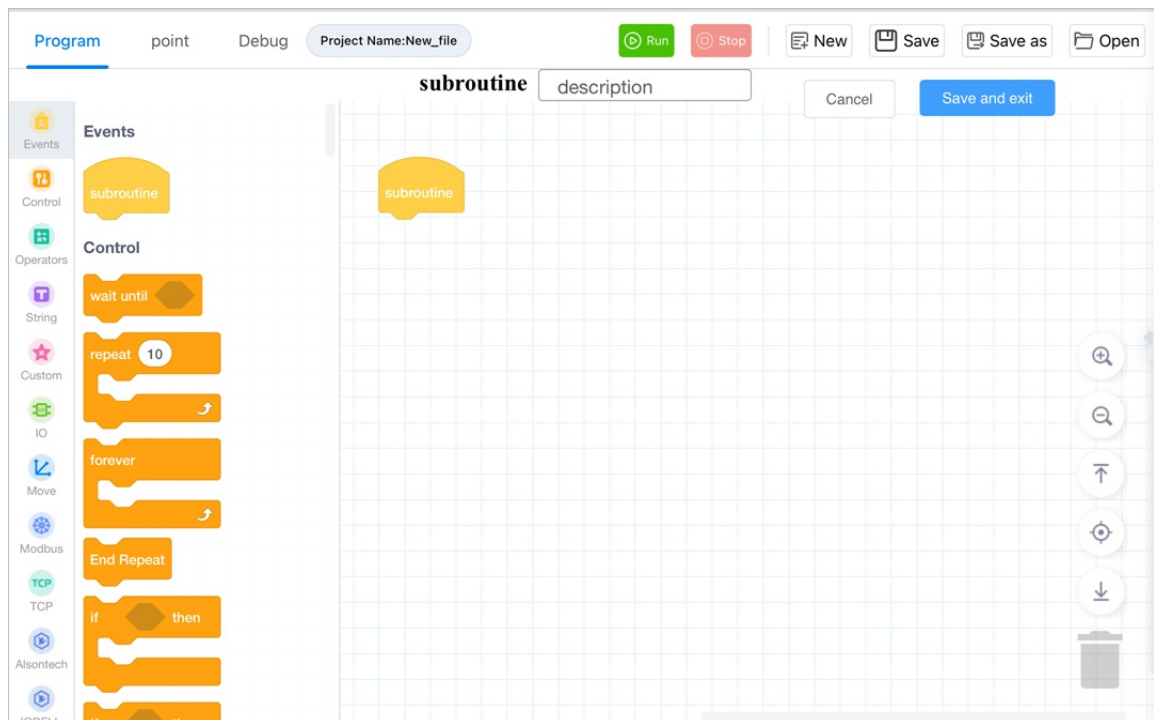 Program point Debug Project Name:New_file Run Stop New Save Save as Open
subroutine description Cancel Save and exit
Events
Control
Operators
String
Custom
IO
Move
Modbus
TCP
TCP
Alsontech
Events
subroutine
Control
wait until
repeat 10
forever
End Repeat
if then
subroutine